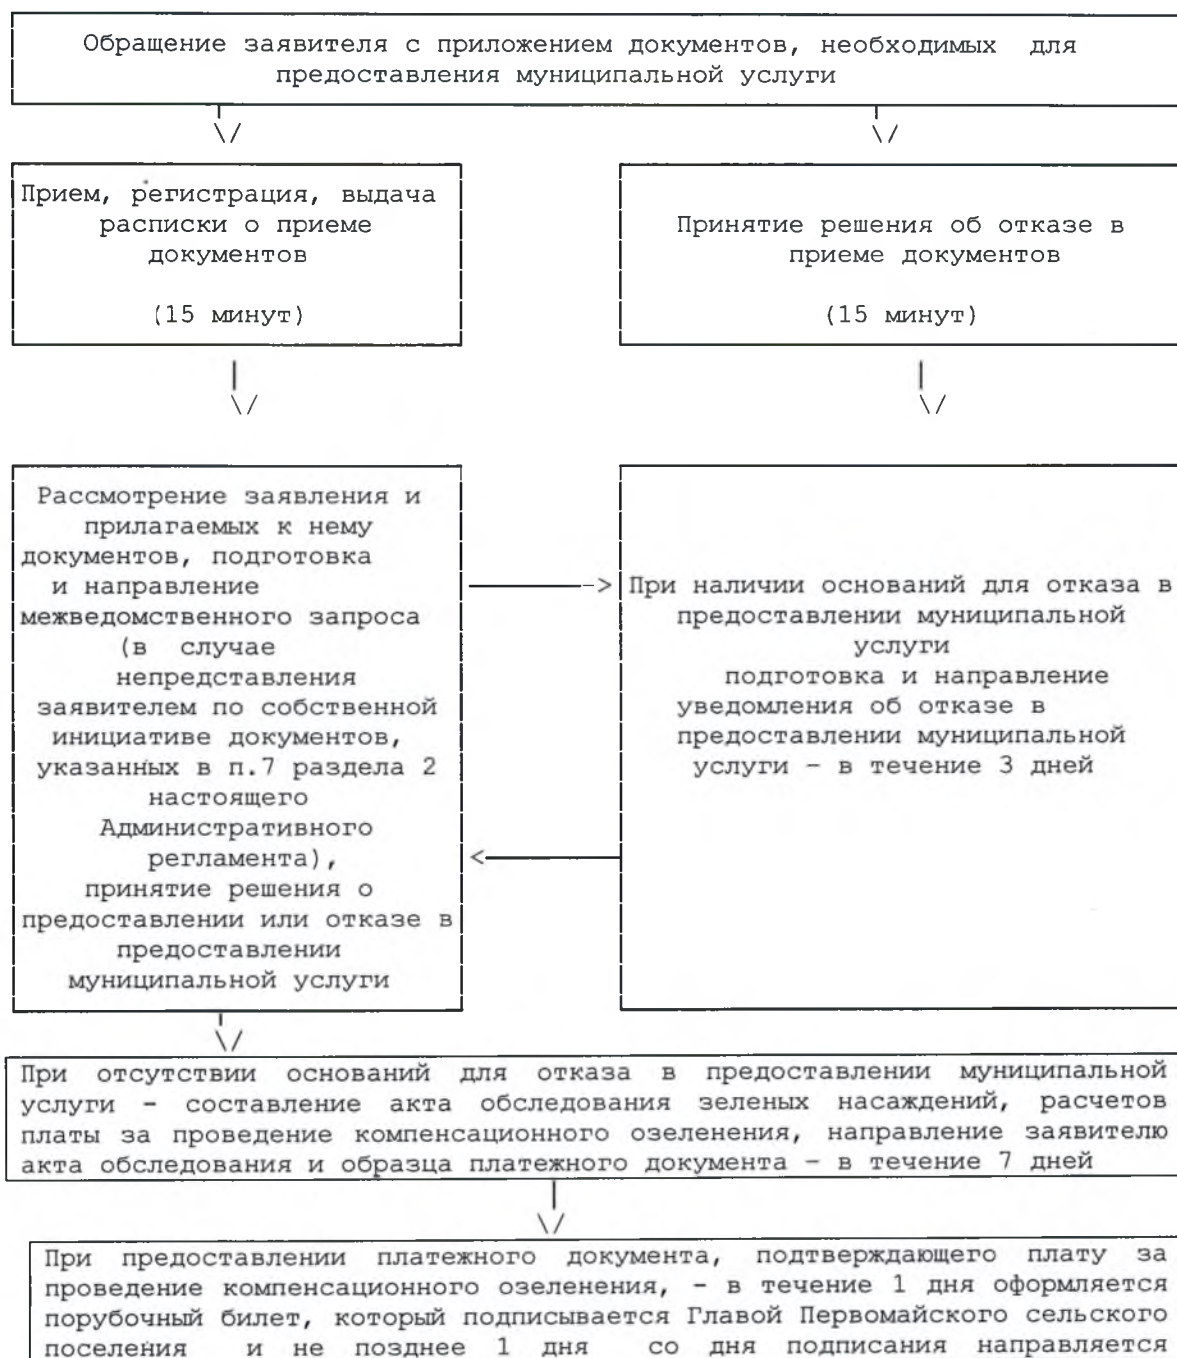 Обращение заявителя с приложением документов, необходимых для
предоставления муниципальной услуги
\/
\/
Прием, регистрация, выдача
расписки о приеме
документов
(15 минут)
Принятие решения об отказе в
приеме документов
(15 минут)
|
\/
|
\/
Рассмотрение заявления и
прилагаемых к нему
документов, подготовка
и направление
межведомственного запроса
(в случае
непредставления
заявителем по собственной
инициативе документов,
указанных в п.7 раздела 2
настоящего
Административного
регламента),
принятие решения о
предоставлении или отказе в
предоставлении
муниципальной услуги
->
<
При наличии оснований для отказа в
предоставлении муниципальной
услуги
подготовка и направление
уведомления об отказе в
предоставлении муниципальной
услуги – в течение 3 дней
\/
При отсутствии оснований для отказа в предоставлении муниципальной
услуги – составление акта обследования зеленых насаждений, расчетов
платы за проведение компенсационного озеленения, направление заявителю
акта обследования и образца платежного документа – в течение 7 дней
|
\/
При предоставлении платежного документа, подтверждающего плату за
проведение компенсационного озеленения, – в течение 1 дня оформляется
порубочный билет, который подписывается Главой Первомайского сельского
поселения и не позднее 1 дня со дня подписания направляется